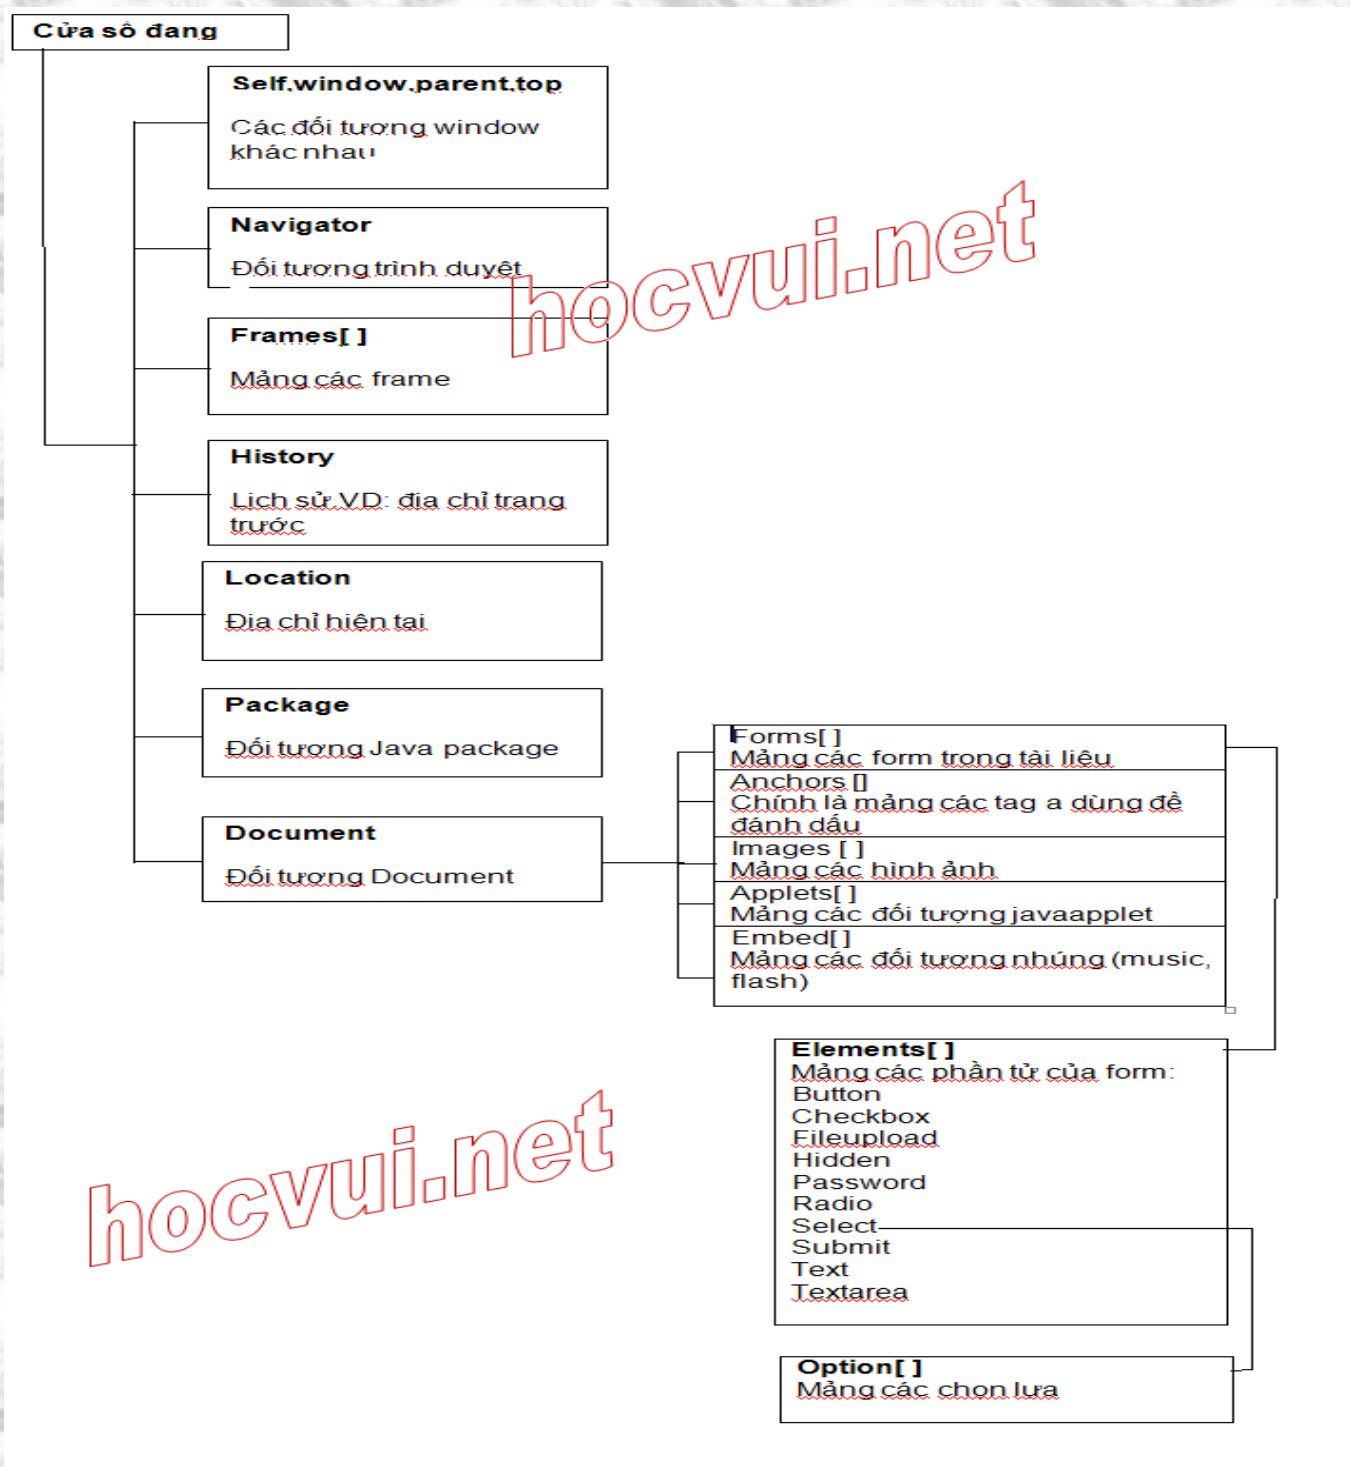 Cửa sổ đang
Self.window.parent.top
Các đối tượng window
khác nhau
Navigator
Đối tượng trình duyệt
Frames[ ]
Mảng các frame
History
Lịch sử.VD: địa chỉ trang
trước
Location
Địa chỉ hiện tại
Package
Đối tượng Java package
Document
Đối tượng Document
Forms[ ]
Mảng các form trong tài liệu
Anchors []
Chính là mảng các tag a dùng để
đánh dấu
Images [ ]
Mảng các hình ảnh
Applets[ ]
Mảng các đối tượng javaapplet
Embed[ ]
Mảng các đối tượng nhúng (music,
flash)
Elements[ ]
Mảng các phần tử của form:
Button
Checkbox
Fileupload
Hidden
Password
Radio
Select
Submit
Text
Textarea
Option[ ]
Mảng các chọn lựa
hocvui.net
hocvui.net